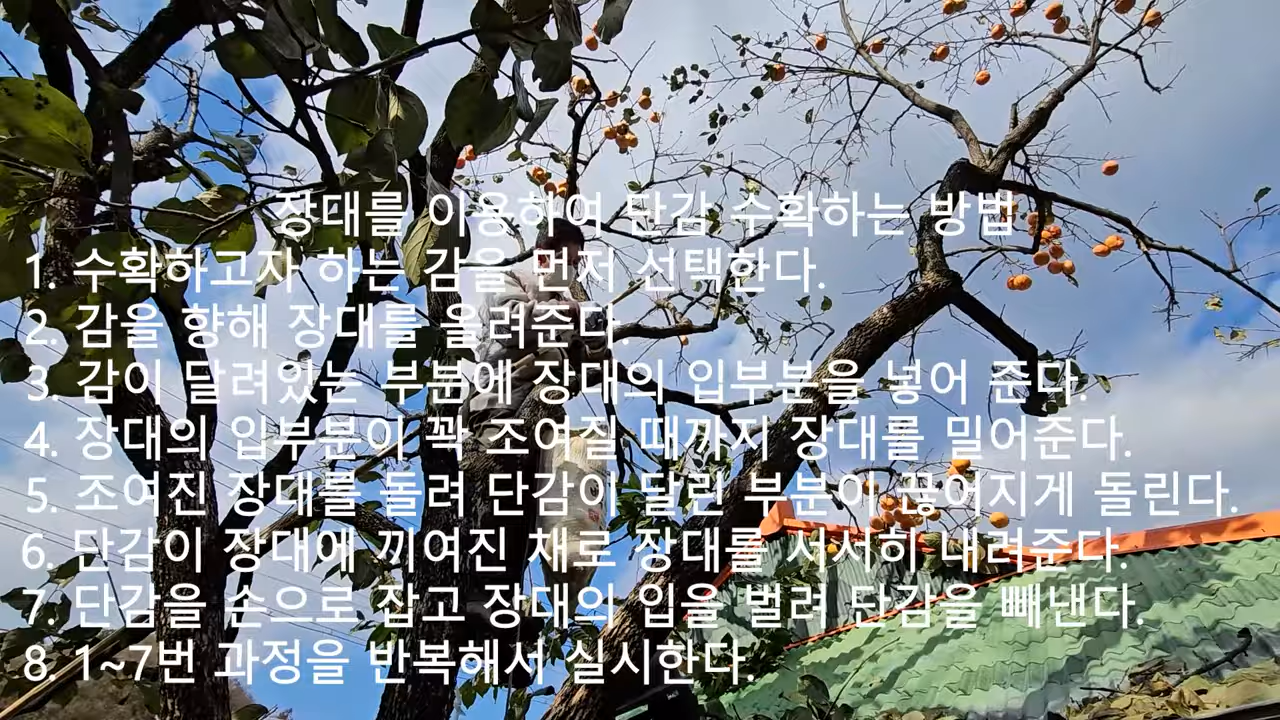 장대를 이용하여 단감 수확하는 방법
1. 수확하고자 하는 감을 먼저 선택한다.
2. 감을 향해 장대를 올려준다.
3. 감이 달려있는 부분에 장대의 입부분을 넣어 준다.
4. 장대의 입부분이 꽉 조여질 때까지 장대를 밀어준다.
5. 조여진 장대를 돌려 단감이 달린 부분이 끊어지게 돌린다.
6. 단감이 장대에 끼여진 채로 장대를 서서히 내려준다.
7. 단감을 손으로 잡고 장대의 입을 벌려 단감을 빼낸다.
8. 1~7번 과정을 반복해서 실시한다.